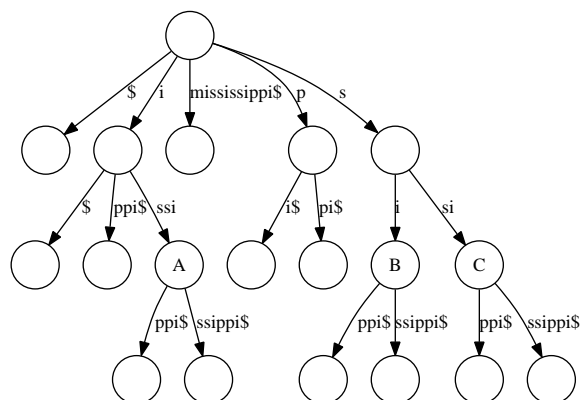 $ i mississippi$ p s
$ ppi$ ssi i$ pi$ i si
A B C
ppi$ ssippi$ ppi$ ssippi$ ppi$ ssippi$